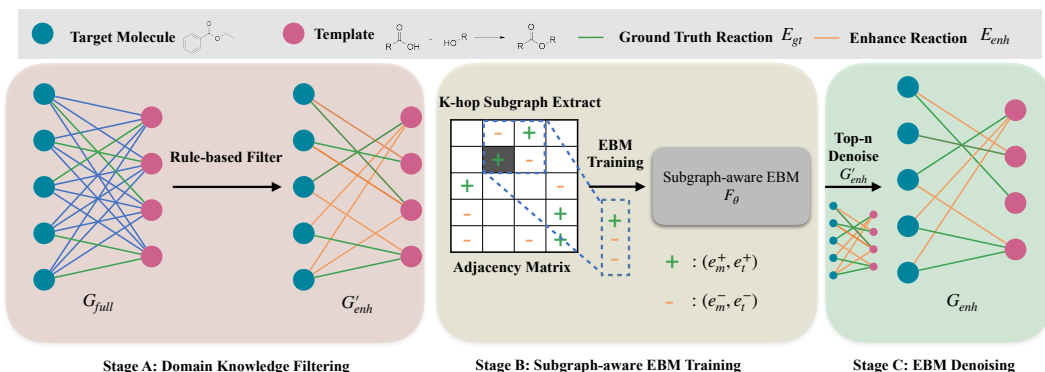 Target Molecule
Template
Ground Truth Reaction E_gt
Enhance Reaction E_enh
O
O
R
O
OH
+
HO
R
R
O
O
R
Rule-based Filter
G_full
G'_enh
K-hop Subgraph Extract
- +
+ -
+ -
- +
- - +
Adjacency Matrix
EBM
Training
+
-
-
Subgraph-aware EBM
F_θ
+ : (e_m^+, e_t^+)
- : (e_m^-, e_t^-)
Top-n
Denoise
G'_enh
G_enh
Stage A: Domain Knowledge Filtering
Stage B: Subgraph-aware EBM Training
Stage C: EBM Denoising